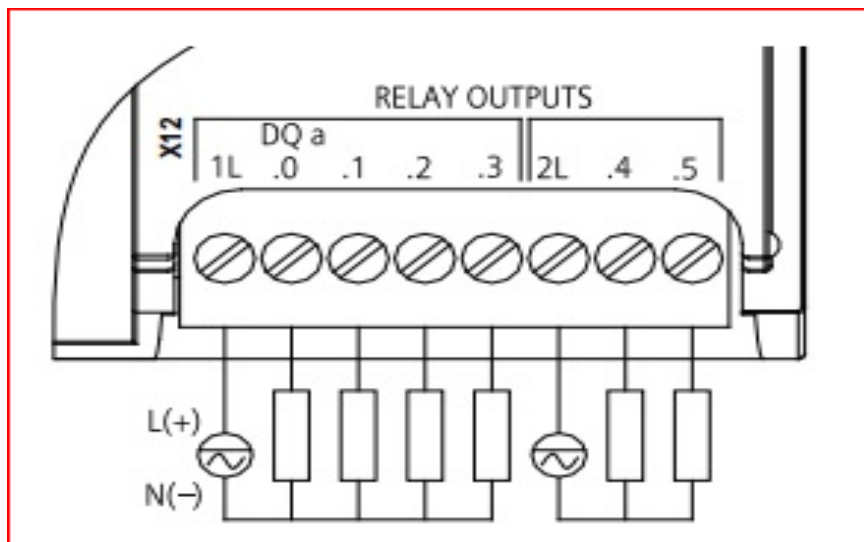 RELAY OUTPUTS
X12
DQ a
1L .0 .1 .2 .3 2L .4 .5
L(+)
N(−)